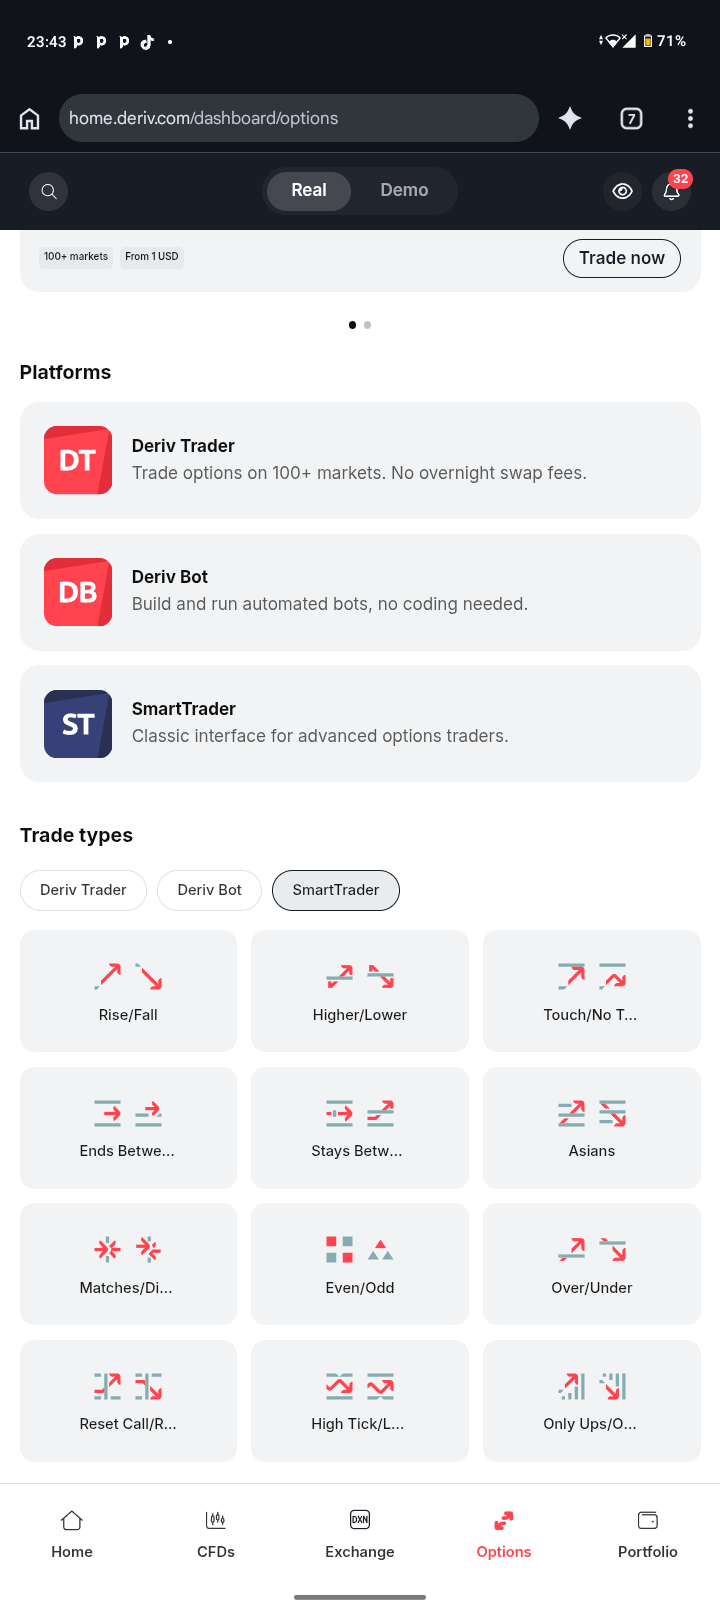 23:43
71%
home.deriv.com/dashboard/options
7
Real Demo
32
100+ markets From 1 USD
Trade now
Platforms
DT
Deriv Trader
Trade options on 100+ markets. No overnight swap fees.
DB
Deriv Bot
Build and run automated bots, no coding needed.
ST
SmartTrader
Classic interface for advanced options traders.
Trade types
Deriv Trader Deriv Bot SmartTrader
Rise/Fall Higher/Lower Touch/No T...
Ends Betwe... Stays Betw... Asians
Matches/Di... Even/Odd Over/Under
Reset Call/R... High Tick/L... Only Ups/O...
DXN
Home CFDs Exchange Options Portfolio